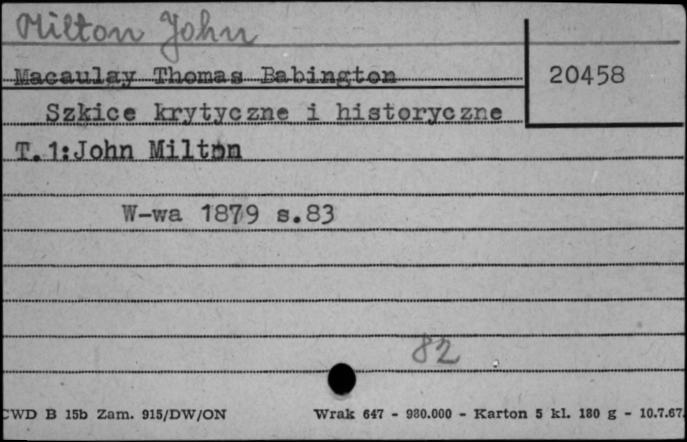 Milton John
Macaulay Thomas Babington 20458
Szkice krytyczne i historyczne
T.1:John Milton
W-wa 1879 s.83
82
CWD B 15b Zam. 915/DW/ON Wrak 647 - 980.000 - Karton 5 kl. 180 g - 10.7.67.